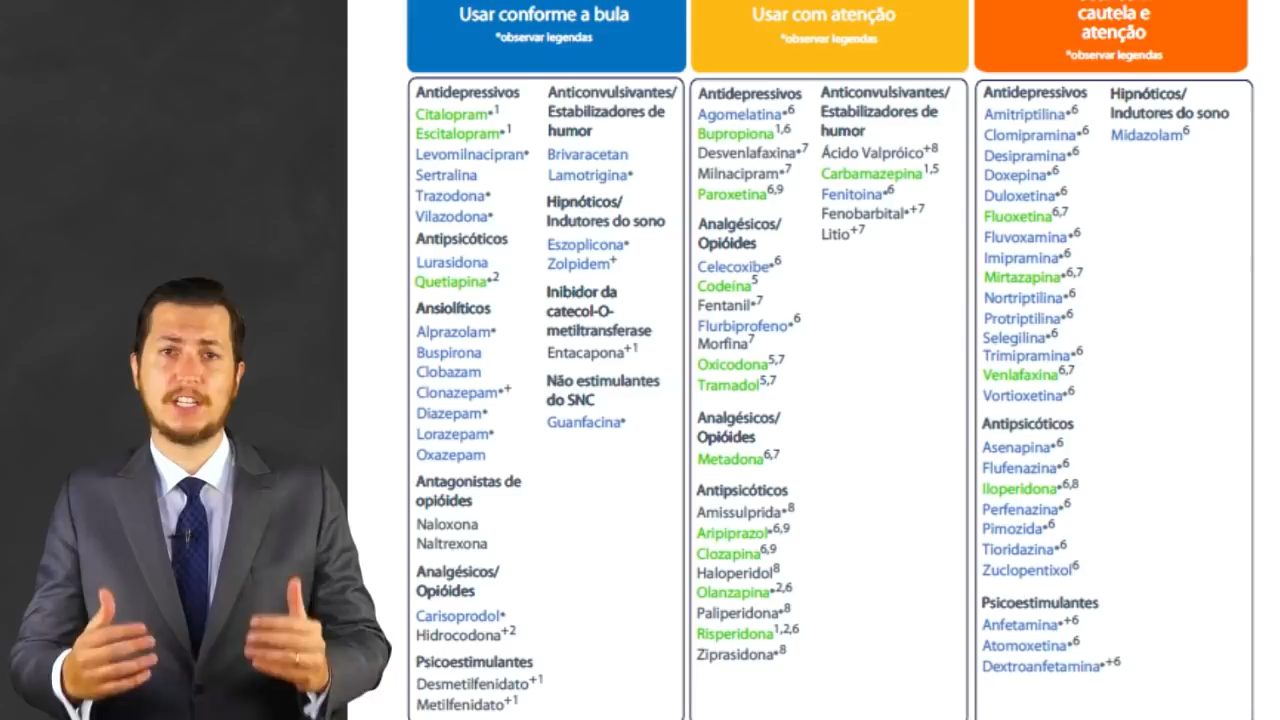 Usar conforme a bula
*observar legendas
Antidepressivos
Citalopram•1
Escitalopram•1
Levomilnacipran•
Sertralina
Trazodona•
Vilazodona•
Antipsicóticos
Lurasidona
Quetiapina•2
Ansiolíticos
Alprazolam•
Buspirona
Clobazam
Clonazepam•+
Diazepam•
Lorazepam•
Oxazepam
Antagonistas de
opióides
Naloxona
Naltrexona
Analgésicos/
Opióides
Carisoprodol•
Hidrocodona+2
Psicoestimulantes
Desmetilfenidato+1
Metilfenidato+1
Anticonvulsivantes/
Estabilizadores de
humor
Brivaracetan
Lamotrigina•
Hipnóticos/
Indutores do sono
Eszoplicona•
Zolpidem+
Inibidor da
catecol-O-
metiltransferase
Entacapona+1
Não estimulantes
do SNC
Guanfacina•
Usar com atenção
*observar legendas
Antidepressivos
Agomelatina•6
Bupropiona1,6
Desvenlafaxina•7
Milnacipram•7
Paroxetina6,9
Analgésicos/
Opióides
Celecoxibe•6
Codeína5
Fentanil•7
Flurbiprofeno•6
Morfina7
Oxicodona5,7
Tramadol5,7
Analgésicos/
Opióides
Metadona6,7
Antipsicóticos
Amissulprida•8
Aripiprazol•6,9
Clozapina6,9
Haloperidol8
Olanzapina•2,6
Paliperidona•8
Risperidona1,2,6
Ziprasidona•8
Anticonvulsivantes/
Estabilizadores de
humor
Ácido Valpróico+8
Carbamazepina1,5
Fenitoina•6
Fenobarbital•+7
Litio+7
cautela e
atenção
*observar legendas
Antidepressivos
Amitriptilina•6
Clomipramina•6
Desipramina•6
Doxepina•6
Duloxetina•6
Fluoxetina6,7
Fluvoxamina•6
Imipramina•6
Mirtazapina•6,7
Nortriptilina•6
Protriptilina•6
Selegilina•6
Trimipramina•6
Venlafaxina6,7
Vortioxetina•6
Antipsicóticos
Asenapina•6
Flufenazina•6
Iloperidona•6,8
Perfenazina•6
Pimozida•6
Tioridazina•6
Zuclopentixol6
Psicoestimulantes
Anfetamina•+6
Atomoxetina•6
Dextroanfetamina•+6
Hipnóticos/
Indutores do sono
Midazolam6